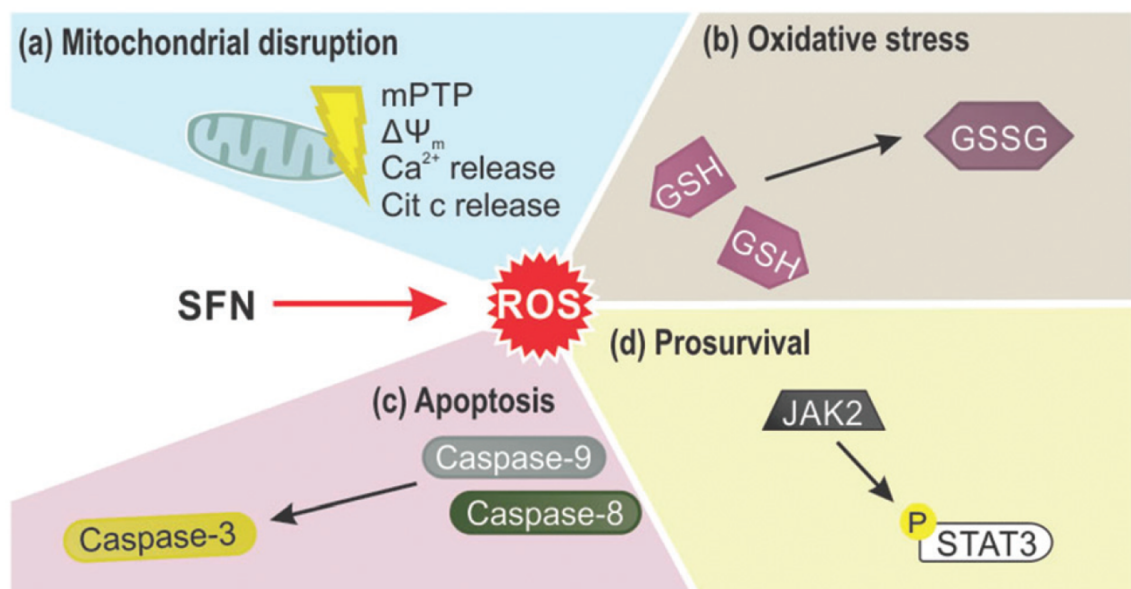 (a) Mitochondrial disruption
mPTP
ΔΨm
Ca2+ release
Cit c release
(b) Oxidative stress
GSH
GSH
GSSG
SFN
ROS
(c) Apoptosis
Caspase-9
Caspase-8
Caspase-3
(d) Prosurvival
JAK2
P
STAT3